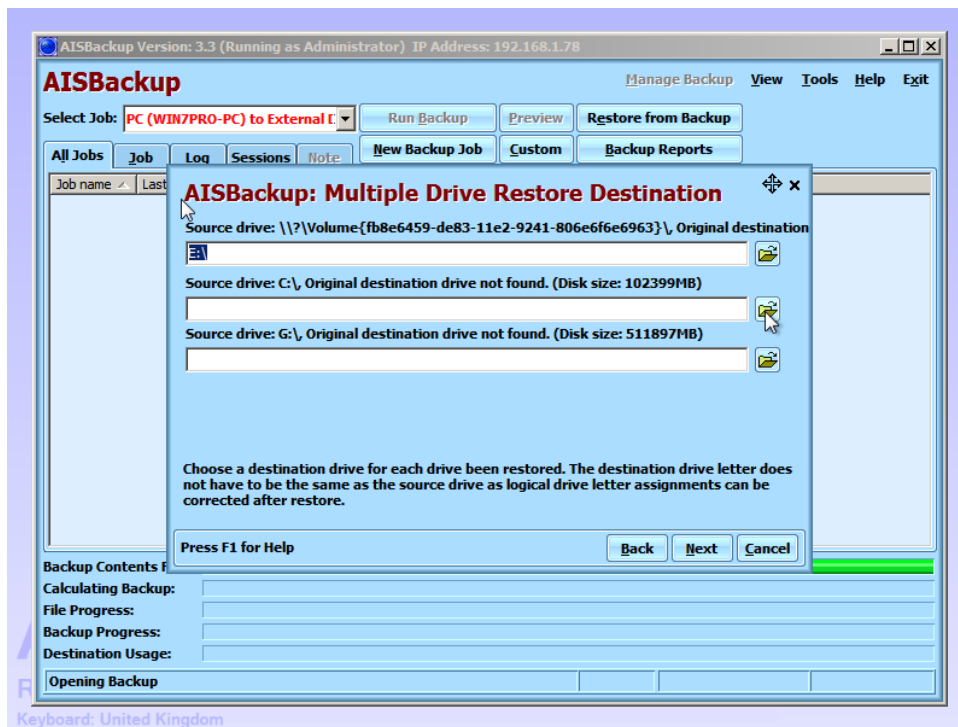 AISBackup Version: 3.3 (Running as Administrator) IP Address: 192.168.1.78
AISBackup
Manage Backup View Tools Help Exit
Select Job: PC (WIN7PRO-PC) to External Run Backup Preview Restore from Backup
All Jobs Job Log Sessions Note New Backup Job Custom Backup Reports
Job name Last
AISBackup: Multiple Drive Restore Destination
Source drive: \\?\Volume{fb8e6459-de83-11e2-9241-806e6f6e6963}\, Original destination
E:\
Source drive: C:\, Original destination drive not found. (Disk size: 102399MB)
Source drive: G:\, Original destination drive not found. (Disk size: 511897MB)
Choose a destination drive for each drive been restored. The destination drive letter does
not have to be the same as the source drive as logical drive letter assignments can be
corrected after restore.
Press F1 for Help Back Next Cancel
Backup Contents
Calculating Backup:
File Progress:
Backup Progress:
Destination Usage:
Opening Backup
Keyboard: United Kingdom